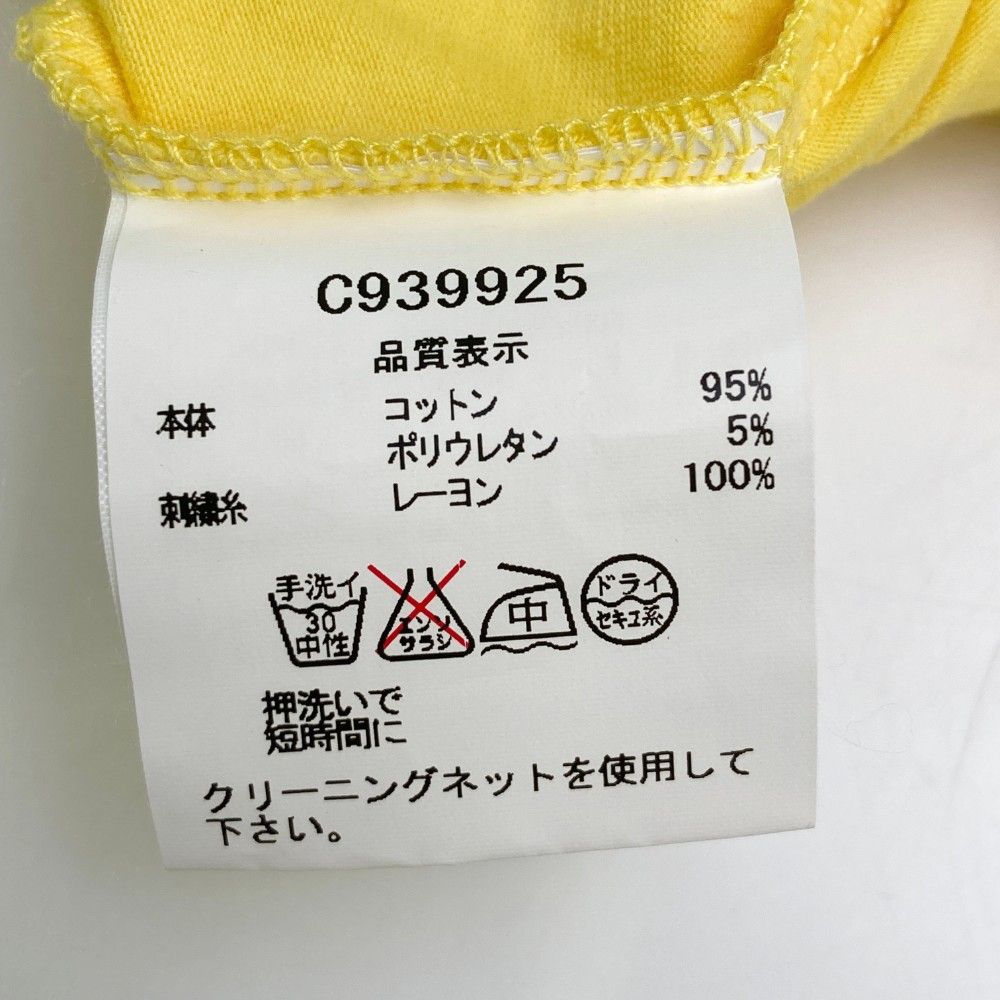 C939925
品質表示
本体 コットン 95%
ポリウレタン 5%
刺繍糸 レーヨン 100%
手洗イ
30
中性
エンソ
サラシ
中
ドライ
セキユ系
押洗いで
短時間に
クリーニングネットを使用して
下さい。